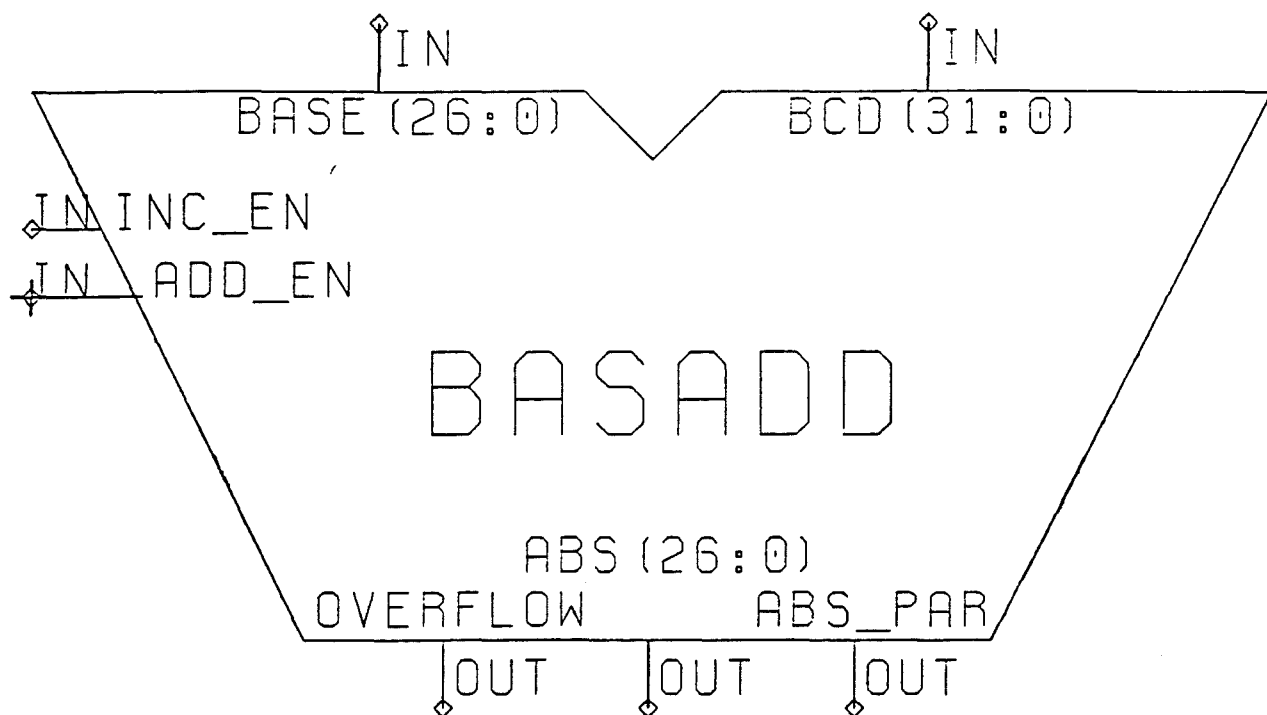 IN IN
BASE(26:0) BCD(31:0)
IN INC_EN
IN ADD_EN
BASADD
ABS(26:0)
OVERFLOW ABS_PAR
OUT OUT OUT